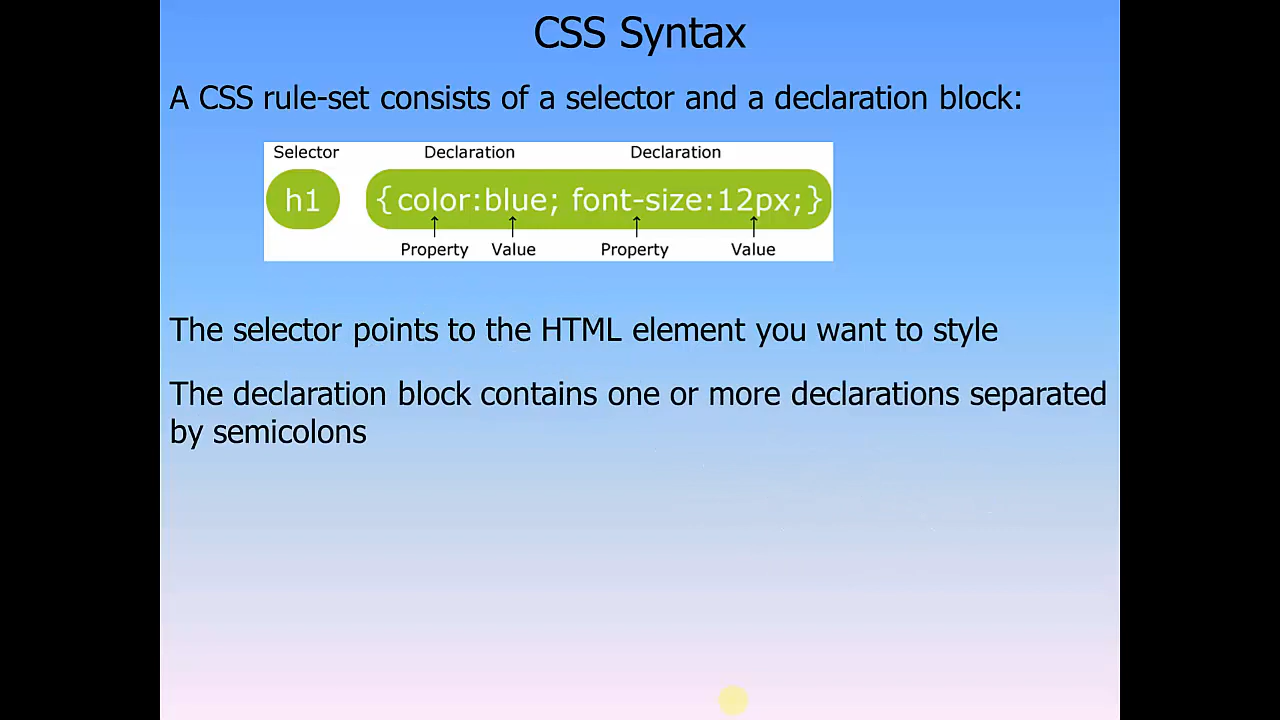 CSS Syntax
A CSS rule-set consists of a selector and a declaration block:
Selector Declaration Declaration
h1 {color:blue; font-size:12px;}
Property Value Property Value
The selector points to the HTML element you want to style
The declaration block contains one or more declarations separated
by semicolons